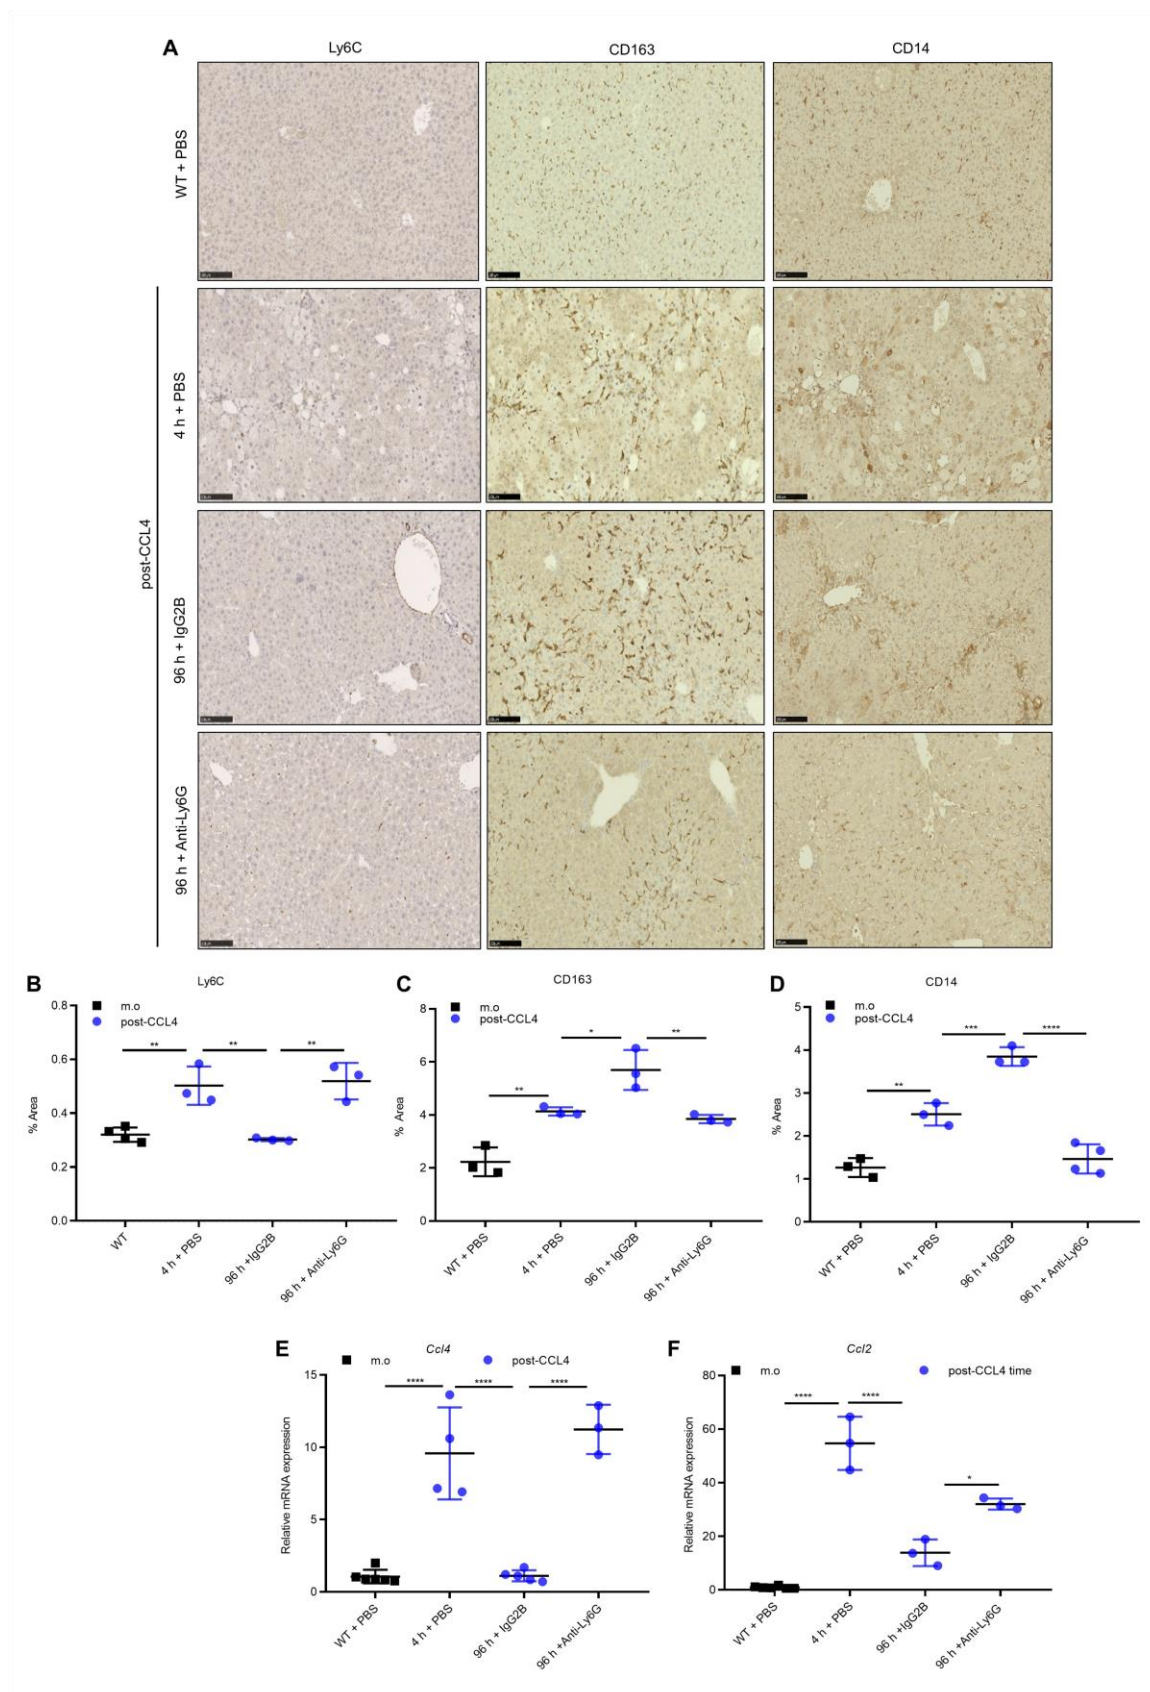 A
Ly6C
CD163
CD14
WT + PBS
4 h + PBS
96 h + IgG2B
96 h + Anti-Ly6G
post-CCL4
B
Ly6C
m.o
post-CCL4
% Area
0.8
0.6
0.4
0.2
0.0
**
**
**
WT
4 h + PBS
96 h +IgG2B
96 h + Anti-Ly6G
C
CD163
m.o
post-CCL4
% Area
8
6
4
2
0
**
*
**
WT + PBS
4 h + PBS
96 h +IgG2B
96 h + Anti-Ly6G
D
CD14
m.o
post-CCL4
% Area
5
4
3
2
1
0
**
***
****
WT + PBS
4 h + PBS
96 h + IgG2B
96 h + Anti-Ly6G
E
Ccl4
m.o
post-CCL4
Relative mRNA expression
15
10
5
0
****
****
****
WT + PBS
4 h + PBS
96 h + IgG2B
96 h +Anti-Ly6G
F
Ccl2
m.o
post-CCL4 time
Relative mRNA expression
80
60
40
20
0
****
****
*
WT + PBS
4 h + PBS
96 h +IgG2B
96 h +Anti-Ly6G